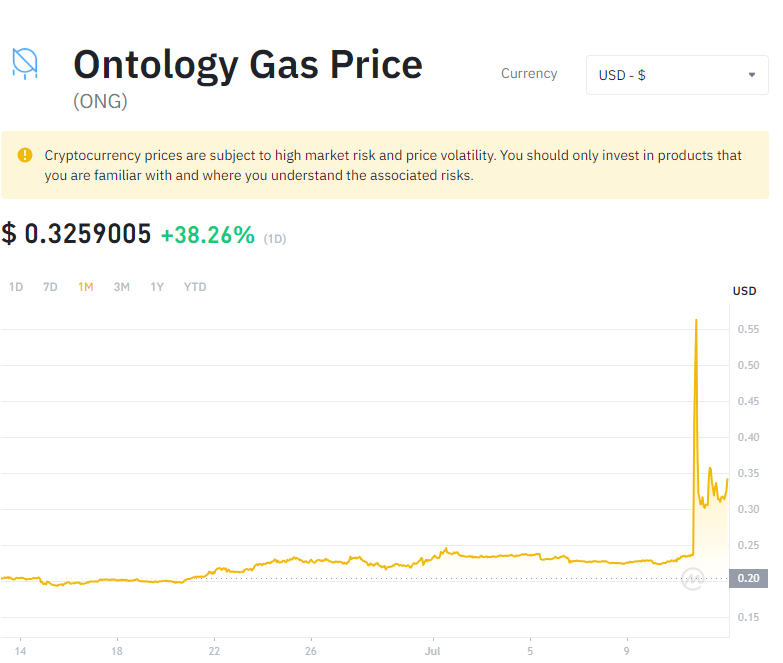 Ontology Gas Price
(ONG)
Currency
USD - $
Cryptocurrency prices are subject to high market risk and price volatility. You should only invest in products that
you are familiar with and where you understand the associated risks.
$ 0.3259005 +38.26% (1D)
1D 7D 1M 3M 1Y YTD
USD
0.55
0.50
0.45
0.40
0.35
0.30
0.25
0.20
0.15
14 18 22 26 Jul 5 9